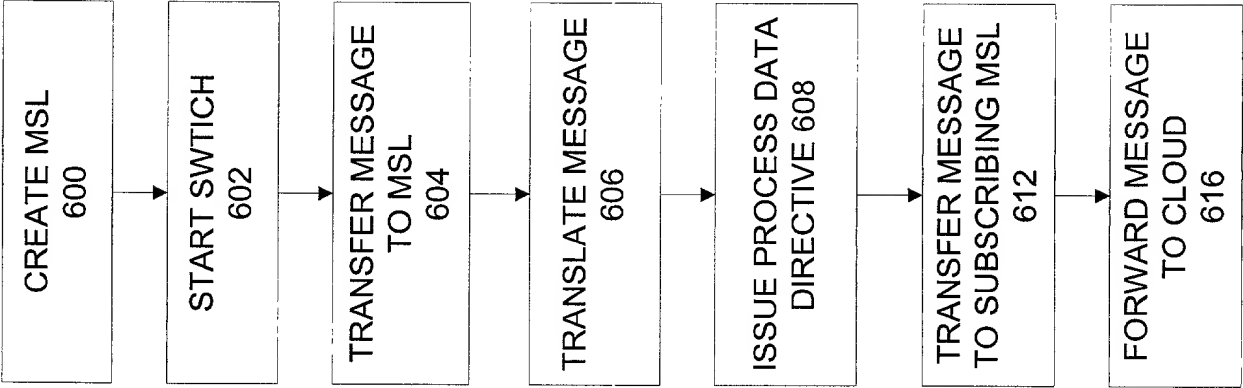 CREATE MSL
600
START SWTICH
602
TRANSFER MESSAGE
TO MSL
604
TRANSLATE MESSAGE
606
ISSUE PROCESS DATA
DIRECTIVE 608
TRANSFER MESSAGE
TO SUBSCRIBING MSL
612
FORWARD MESSAGE
TO CLOUD
616